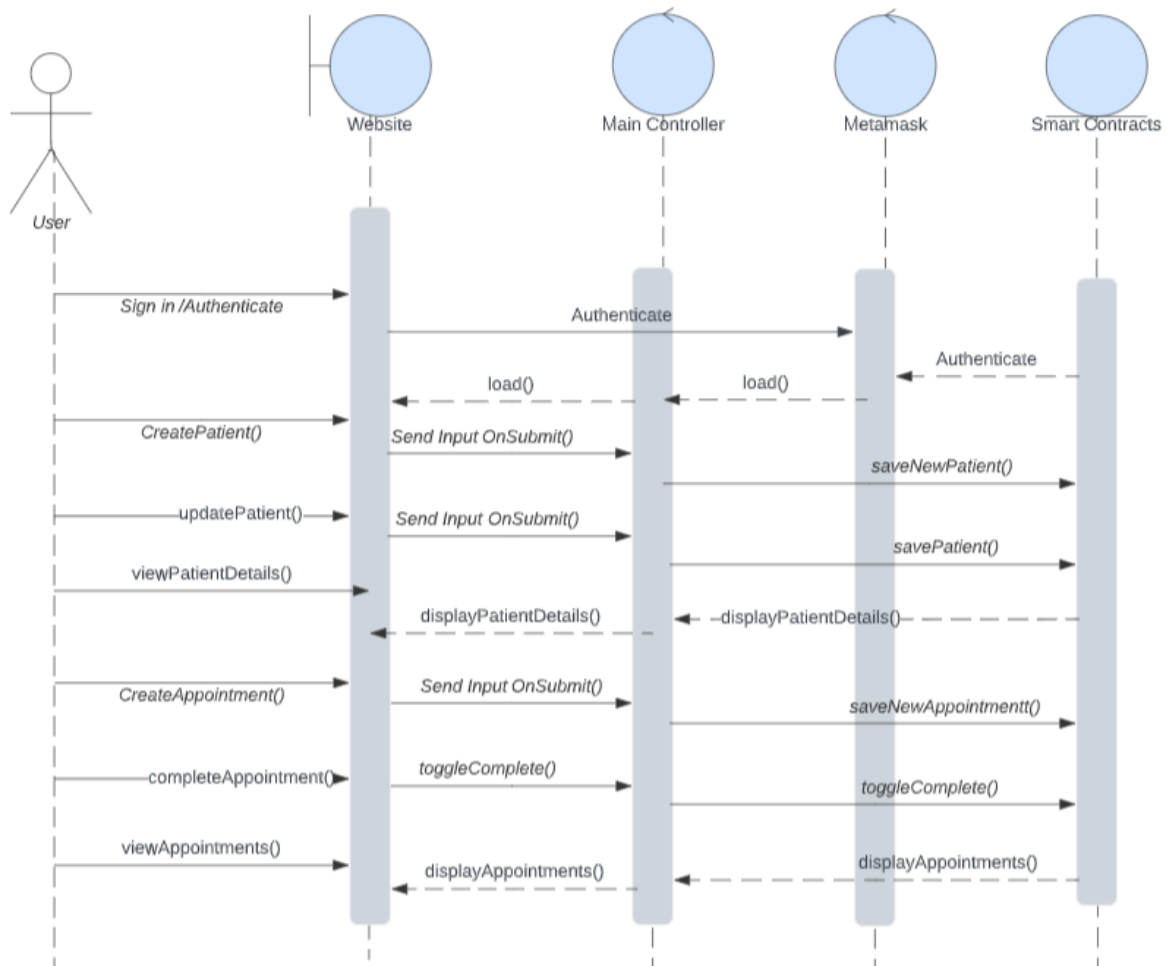 Website
Main Controller
Metamask
Smart Contracts
User
Sign in /Authenticate
Authenticate
Authenticate
load()
load()
CreatePatient()
Send Input OnSubmit()
saveNewPatient()
updatePatient()
Send Input OnSubmit()
savePatient()
viewPatientDetails()
displayPatientDetails()
displayPatientDetails()
CreateAppointment()
Send Input OnSubmit()
saveNewAppointmentt()
completeAppointment()
toggleComplete()
toggleComplete()
viewAppointments()
displayAppointments()
displayAppointments()